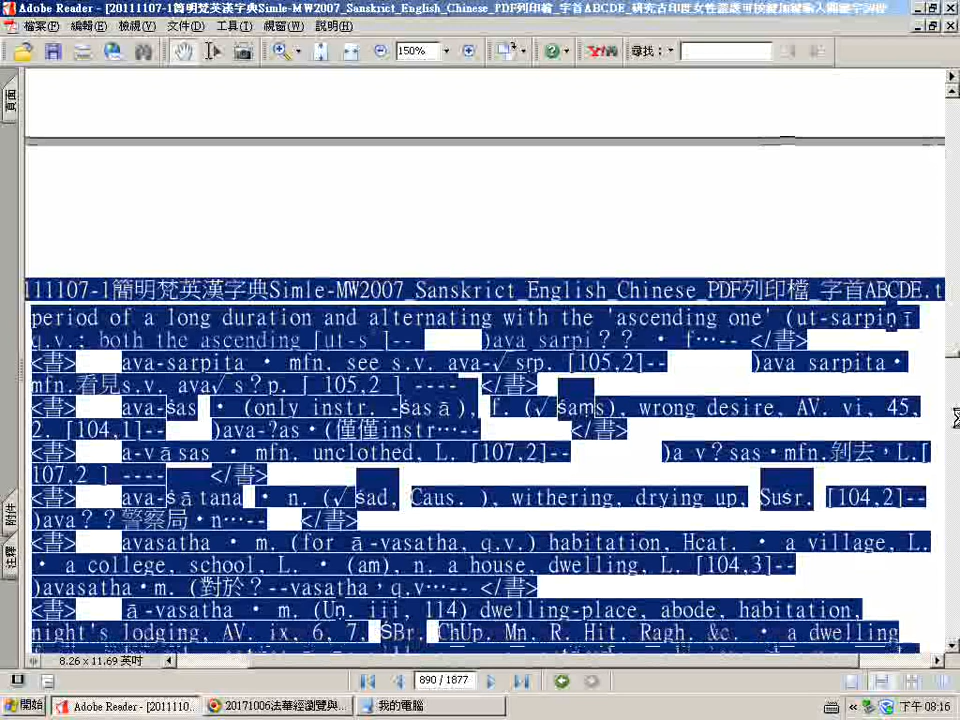 Adobe Reader - [20111107-1簡明梵英漢字典Simle-MW2007_Sanskrict_English_Chinese_PDF列印檔_字首ABCDE_研究古印度女性
檔案(F) 編輯(E) 檢視(V) 文件(D) 工具(T) 視窗(W) 說明(H)
150% 尋找:
頁面
111107-1簡明梵英漢字典Simle-MW2007_Sanskrict_English_Chinese_PDF列印檔_字首ABCDE.t
period of a long duration and alternating with the 'ascending one' (ut-sarpiṇī
q.v.; both the ascending [ut-s ]-- )ava sarpi？？ · f…-- </書>
<書> ava-sarpita · mfn. see s.v. ava-√ sṛp. [105,2]-- )ava sarpita·
mfn.看見s.v. ava√ s？p. [ 105,2 ] ---- </書>
<書> ava-śas · (only instr. -śasā), f. (√ śaṃs), wrong desire, AV. vi, 45,
2. [104,1]-- )ava-?as·(僅僅instr…-- </書>
<書> a-vāsas · mfn. unclothed, L. [107,2]-- )a v？sas·mfn.剝去，L.[
107,2 ] ---- </書>
<書> ava-śātana · n. (√ śad, Caus. ), withering, drying up, Suśr. [104,2]--
)ava？？警察局·n…-- </書>
<書> avasatha · m. (for ā-vasatha, q.v.) habitation, Hcat. · a village, L.
· a college, school, L. · (am), n. a house, dwelling, L. [104,3]--
)avasatha·m. (對於？--vasatha，q.v…-- </書>
<書> ā-vasatha · m. (Uṇ. iii, 114) dwelling-place, abode, habitation,
night's lodging, AV. ix, 6, 7, ŚBr. ChUp. Mn. R. Hit. Ragh. &c. · a dwelling
附件
注釋
8.26 x 11.69 英吋
890 / 1877
開始 Adobe Reader - [2011110... 20171006法華經瀏覽與... 我的電腦 下午 08:16